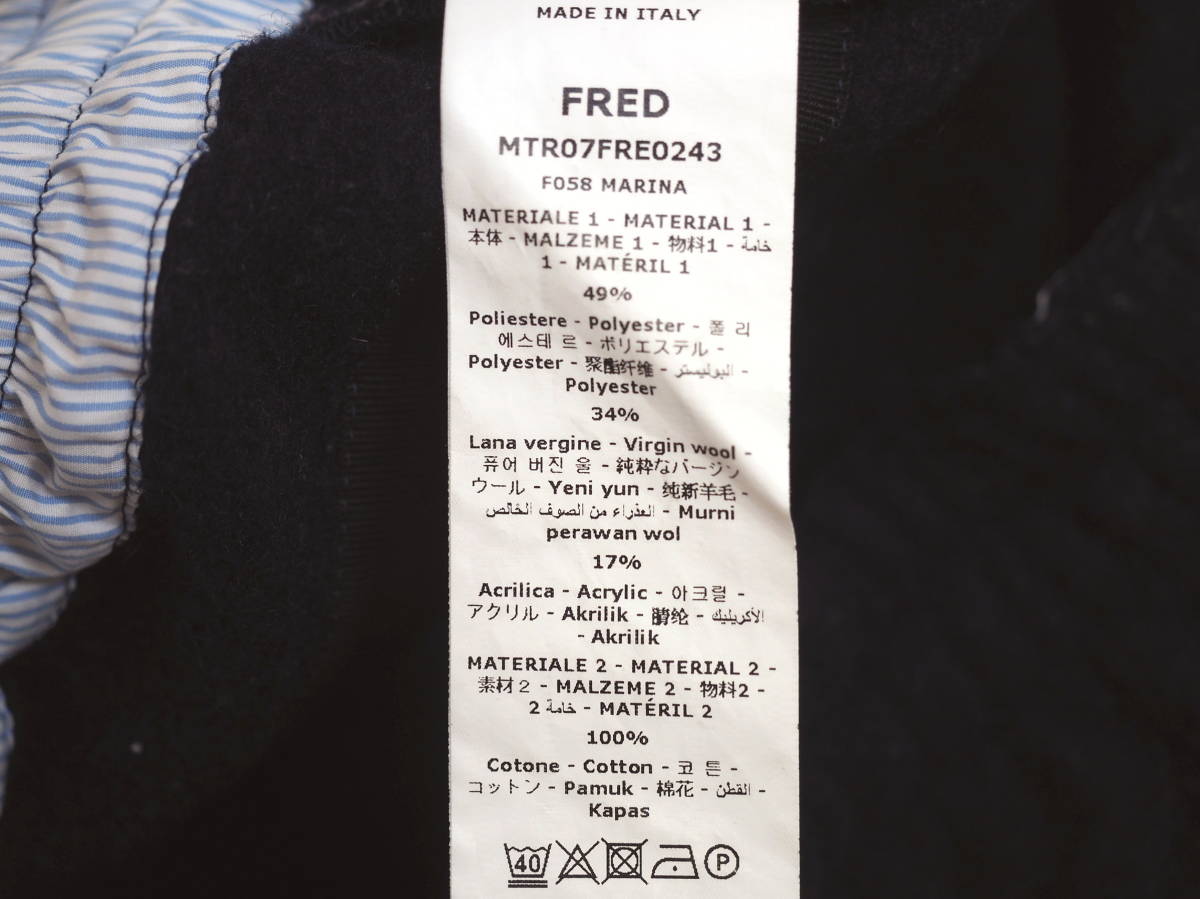 MADE IN ITALY
FRED
MTR07FRE0243
F058 MARINA
MATERIALE 1 - MATERIAL 1 -
本体 - MALZEME 1 - 物料1 - خامة
1 - MATÉRIL 1
49%
Poliestere - Polyester - 폴 리
에스테 르 - ポリエステル -
Polyester - 聚酯纤维 - البوليستر -
Polyester
34%
Lana vergine - Virgin wool -
퓨어 버진 울 - 純粋なバージン
ウール - Yeni yun - 纯新羊毛 -
العذراء من الصوف الخالص - Murni
perawan wol
17%
Acrilica - Acrylic - 아크릴 -
アクリル - Akrilik - 腈纶 - الأكريليك
- Akrilik
MATERIALE 2 - MATERIAL 2 -
素材２ - MALZEME 2 - 物料2 -
2 خامة - MATÉRIL 2
100%
Cotone - Cotton - 코 튼 -
コットン - Pamuk - 棉花 - القطن -
Kapas
40
P